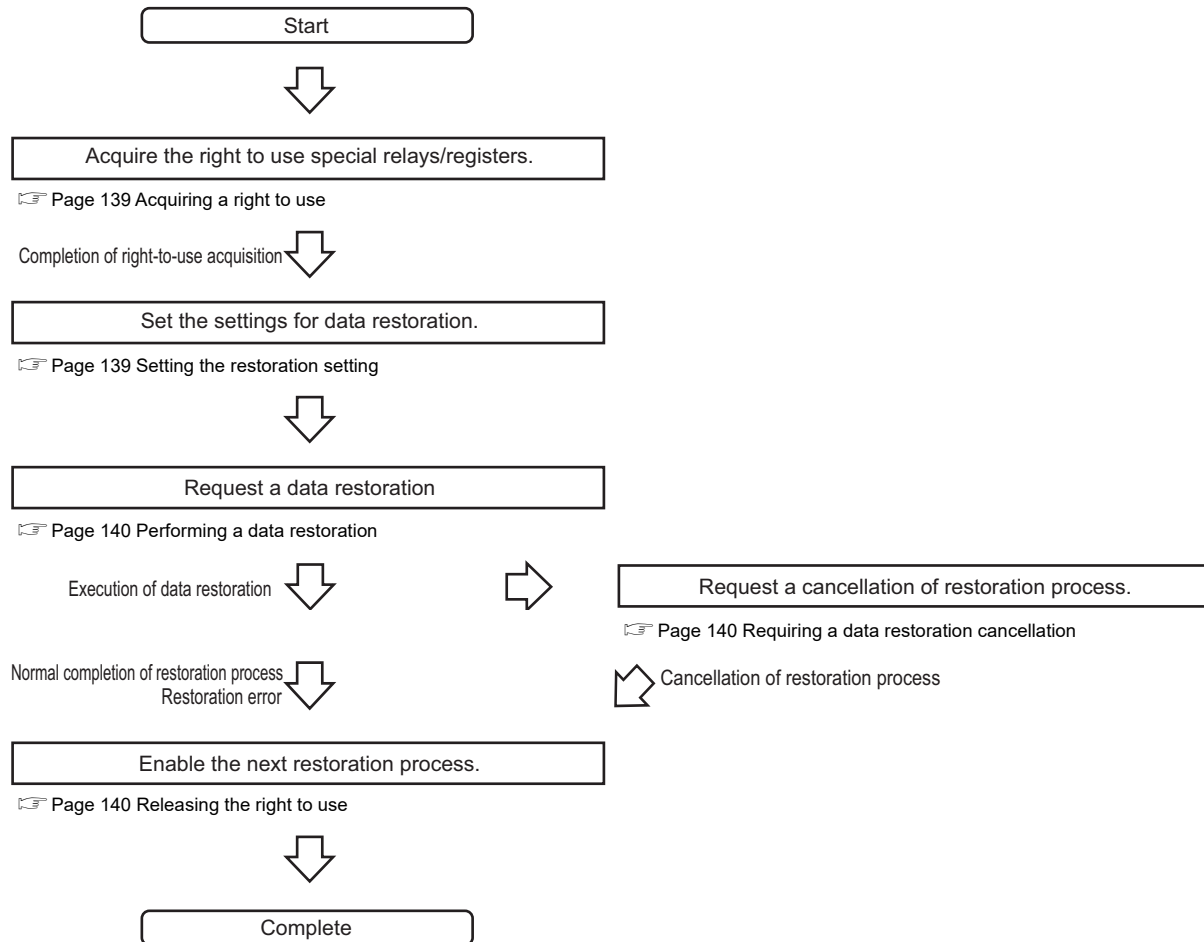 Start
Acquire the right to use special relays/registers.
☞ Page 139 Acquiring a right to use
Completion of right-to-use acquisition
Set the settings for data restoration.
☞ Page 139 Setting the restoration setting
Request a data restoration
☞ Page 140 Performing a data restoration
Execution of data restoration
Request a cancellation of restoration process.
☞ Page 140 Requiring a data restoration cancellation
Normal completion of restoration process
Restoration error
Cancellation of restoration process
Enable the next restoration process.
☞ Page 140 Releasing the right to use
Complete